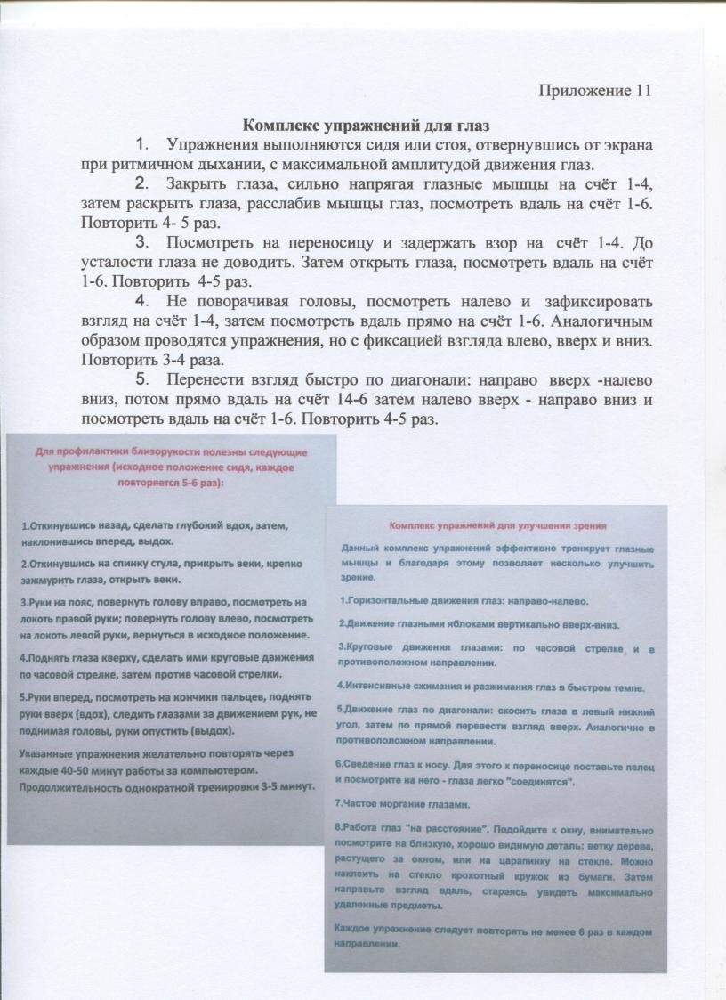 Приложение 11
Комплекс упражнений для глаз
1. Упражнения выполняются сидя или стоя, отвернувшись от экрана
при ритмичном дыхании, с максимальной амплитудой движения глаз.
2. Закрыть глаза, сильно напрягая глазные мышцы на счёт 1-4,
затем раскрыть глаза, расслабив мышцы глаз, посмотреть вдаль на счёт 1-6.
Повторить 4- 5 раз.
3. Посмотреть на переносицу и задержать взор на счёт 1-4. До
усталости глаза не доводить. Затем открыть глаза, посмотреть вдаль на счёт
1-6. Повторить 4-5 раз.
4. Не поворачивая головы, посмотреть налево и зафиксировать
взгляд на счёт 1-4, затем посмотреть вдаль прямо на счёт 1-6. Аналогичным
образом проводятся упражнения, но с фиксацией взгляда влево, вверх и вниз.
Повторить 3-4 раза.
5. Перенести взгляд быстро по диагонали: направо вверх -налево
вниз, потом прямо вдаль на счёт 14-6 затем налево вверх - направо вниз и
посмотреть вдаль на счёт 1-6. Повторить 4-5 раз.
Для профилактики близорукости полезны следующие
упражнения (исходное положение сидя, каждое
повторяется 5-6 раз):
1.Откинувшись назад, сделать глубокий вдох, затем,
наклонившись вперед, выдох.
2.Откинувшись на спинку стула, прикрыть веки, крепко
зажмурить глаза, открыть веки.
3.Руки на пояс, повернуть голову вправо, посмотреть на
локоть правой руки; повернуть голову влево, посмотреть
на локоть левой руки, вернуться в исходное положение.
4.Поднять глаза кверху, сделать ими круговые движения
по часовой стрелке, затем против часовой стрелки.
5.Руки вперед, посмотреть на кончики пальцев, поднять
руки вверх (вдох), следить глазами за движением рук, не
поднимая головы, руки опустить (выдох).
Указанные упражнения желательно повторять через
каждые 40-50 минут работы за компьютером.
Продолжительность однократной тренировки 3-5 минут.
Комплекс упражнений для улучшения зрения
Данный комплекс упражнений эффективно тренирует глазные
мышцы и благодаря этому позволяет несколько улучшить
зрение.
1.Горизонтальные движения глаз: направо-налево.
2.Движение глазными яблоками вертикально вверх-вниз.
3.Круговые движения глазами: по часовой стрелке и в
противоположном направлении.
4.Интенсивные сжимания и разжимания глаз в быстром темпе.
5.Движение глаз по диагонали: скосить глаза в левый нижний
угол, затем по прямой перевести взгляд вверх. Аналогично в
противоположном направлении.
6.Сведение глаз к носу. Для этого к переносице поставьте палец
и посмотрите на него - глаза легко "соединятся".
7.Частое моргание глазами.
8.Работа глаз "на расстояние". Подойдите к окну, внимательно
посмотрите на близкую, хорошо видимую деталь: ветку дерева,
растущего за окном, или на царапинку на стекле. Можно
наклеить на стекло крохотный кружок из бумаги. Затем
направьте взгляд вдаль, стараясь увидеть максимально
удаленные предметы.
Каждое упражнение следует повторять не менее 6 раз в каждом
направлении.